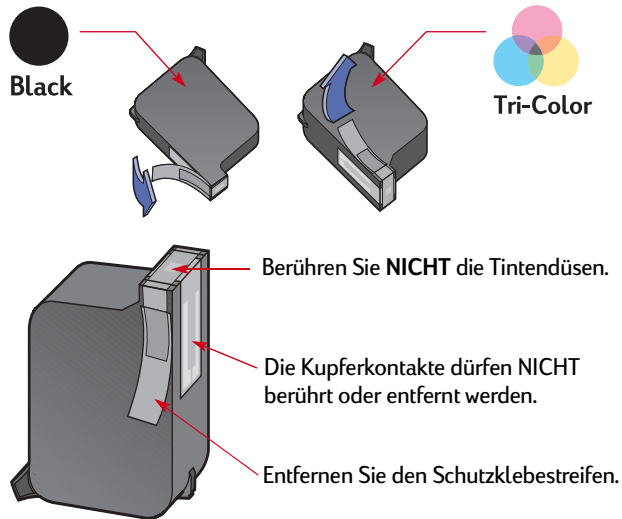 Black
Tri-Color
Berühren Sie NICHT die Tintendüsen.
Die Kupferkontakte dürfen NICHT
berührt oder entfernt werden.
Entfernen Sie den Schutzklebestreifen.